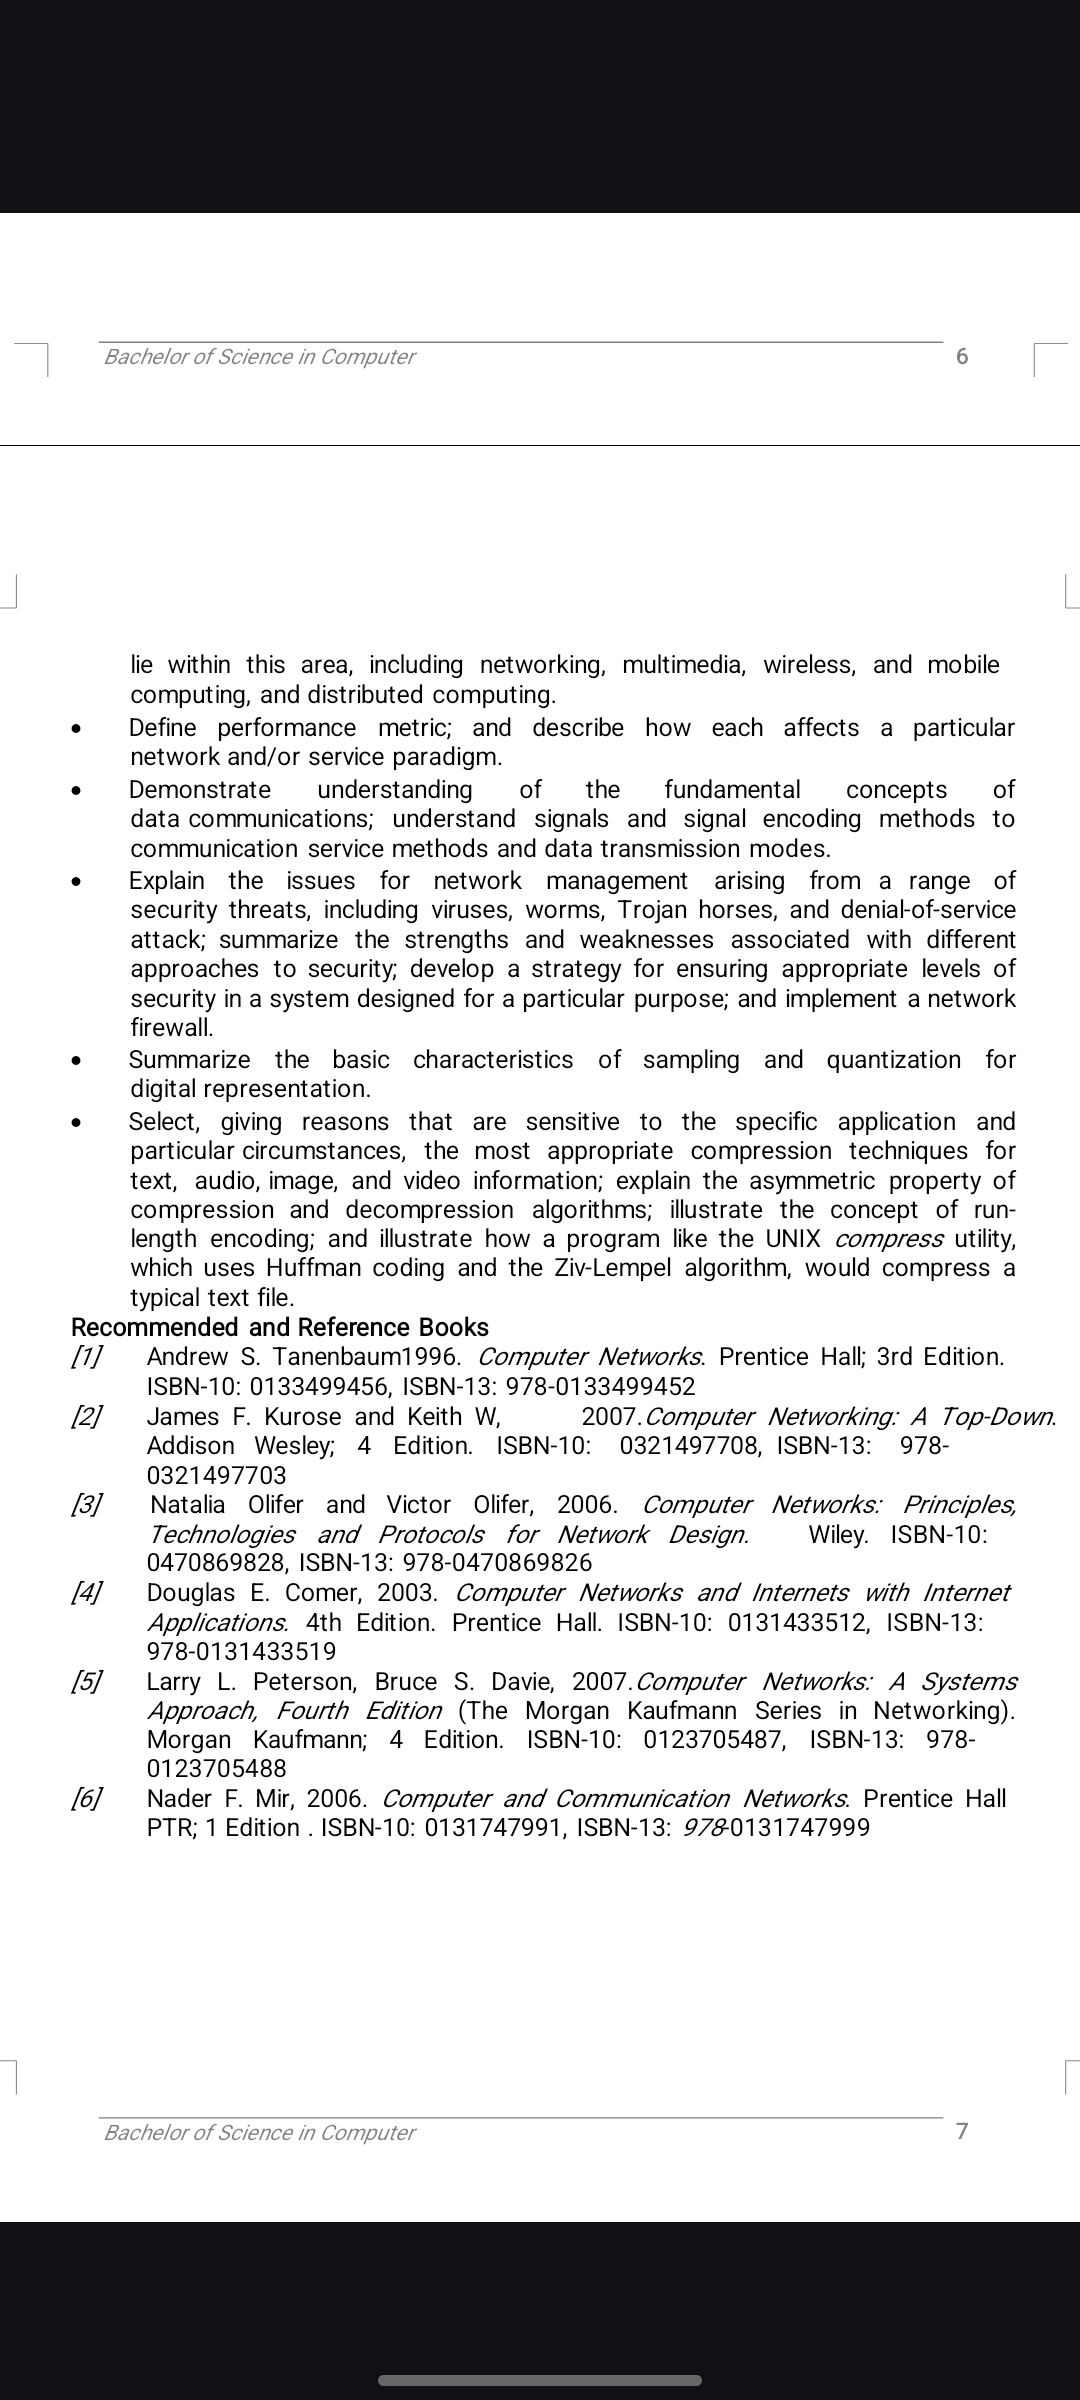 Bachelor of Science in Computer 6
lie within this area, including networking, multimedia, wireless, and mobile
computing, and distributed computing.
• Define performance metric; and describe how each affects a particular
network and/or service paradigm.
• Demonstrate understanding of the fundamental concepts of
data communications; understand signals and signal encoding methods to
communication service methods and data transmission modes.
• Explain the issues for network management arising from a range of
security threats, including viruses, worms, Trojan horses, and denial-of-service
attack; summarize the strengths and weaknesses associated with different
approaches to security; develop a strategy for ensuring appropriate levels of
security in a system designed for a particular purpose; and implement a network
firewall.
• Summarize the basic characteristics of sampling and quantization for
digital representation.
• Select, giving reasons that are sensitive to the specific application and
particular circumstances, the most appropriate compression techniques for
text, audio, image, and video information; explain the asymmetric property of
compression and decompression algorithms; illustrate the concept of run-
length encoding; and illustrate how a program like the UNIX compress utility,
which uses Huffman coding and the Ziv-Lempel algorithm, would compress a
typical text file.
Recommended and Reference Books
[1] Andrew S. Tanenbaum1996. Computer Networks. Prentice Hall; 3rd Edition.
ISBN-10: 0133499456, ISBN-13: 978-0133499452
[2] James F. Kurose and Keith W, 2007.Computer Networking: A Top-Down.
Addison Wesley; 4 Edition. ISBN-10: 0321497708, ISBN-13: 978-
0321497703
[3] Natalia Olifer and Victor Olifer, 2006. Computer Networks: Principles,
Technologies and Protocols for Network Design. Wiley. ISBN-10:
0470869828, ISBN-13: 978-0470869826
[4] Douglas E. Comer, 2003. Computer Networks and Internets with Internet
Applications. 4th Edition. Prentice Hall. ISBN-10: 0131433512, ISBN-13:
978-0131433519
[5] Larry L. Peterson, Bruce S. Davie, 2007.Computer Networks: A Systems
Approach, Fourth Edition (The Morgan Kaufmann Series in Networking).
Morgan Kaufmann; 4 Edition. ISBN-10: 0123705487, ISBN-13: 978-
0123705488
[6] Nader F. Mir, 2006. Computer and Communication Networks. Prentice Hall
PTR; 1 Edition . ISBN-10: 0131747991, ISBN-13: 978-0131747999
Bachelor of Science in Computer 7